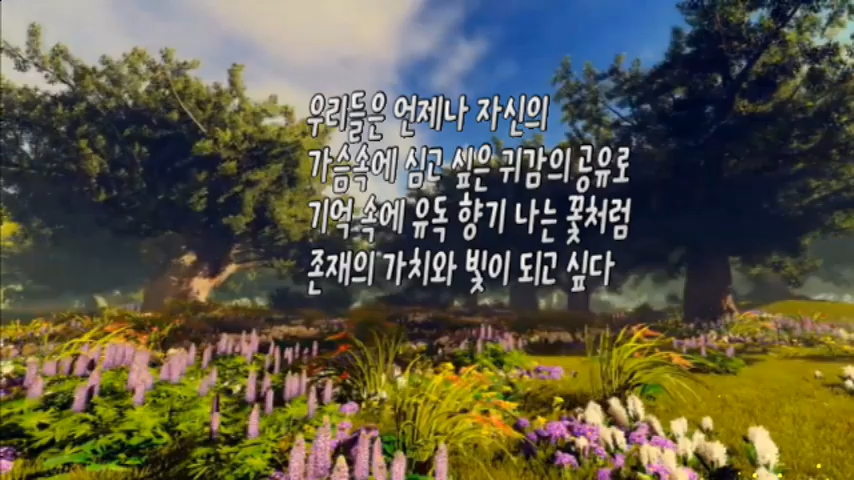 우리들은 언제나 자신의
가슴속에 심고 싶은 귀감의 공유로
기억 속에 유독 향기 나는 꽃처럼
존재의 가치와 빛이 되고 싶다